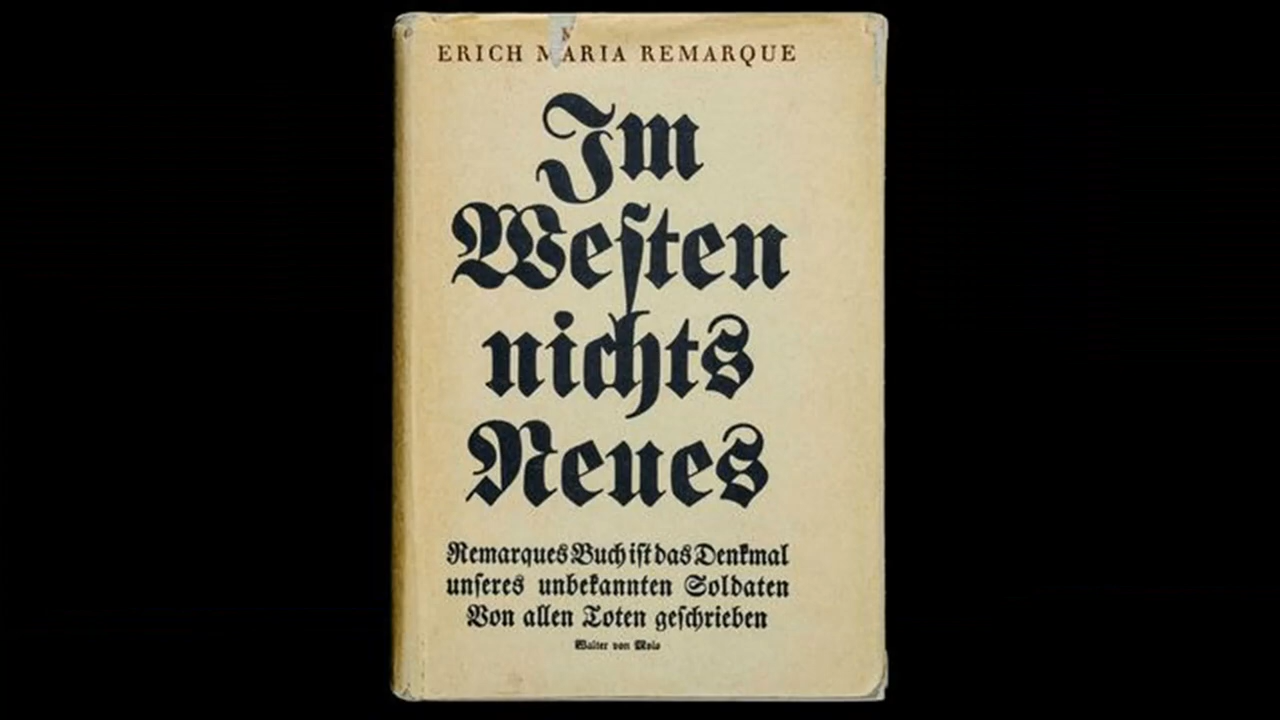 ERICH MARIA REMARQUE
Im
Weſten
nichts
Neues
Remarques Buch iſt das Denkmal
unſeres unbekannten Soldaten
Von allen Toten geſchrieben
Walter von Molo